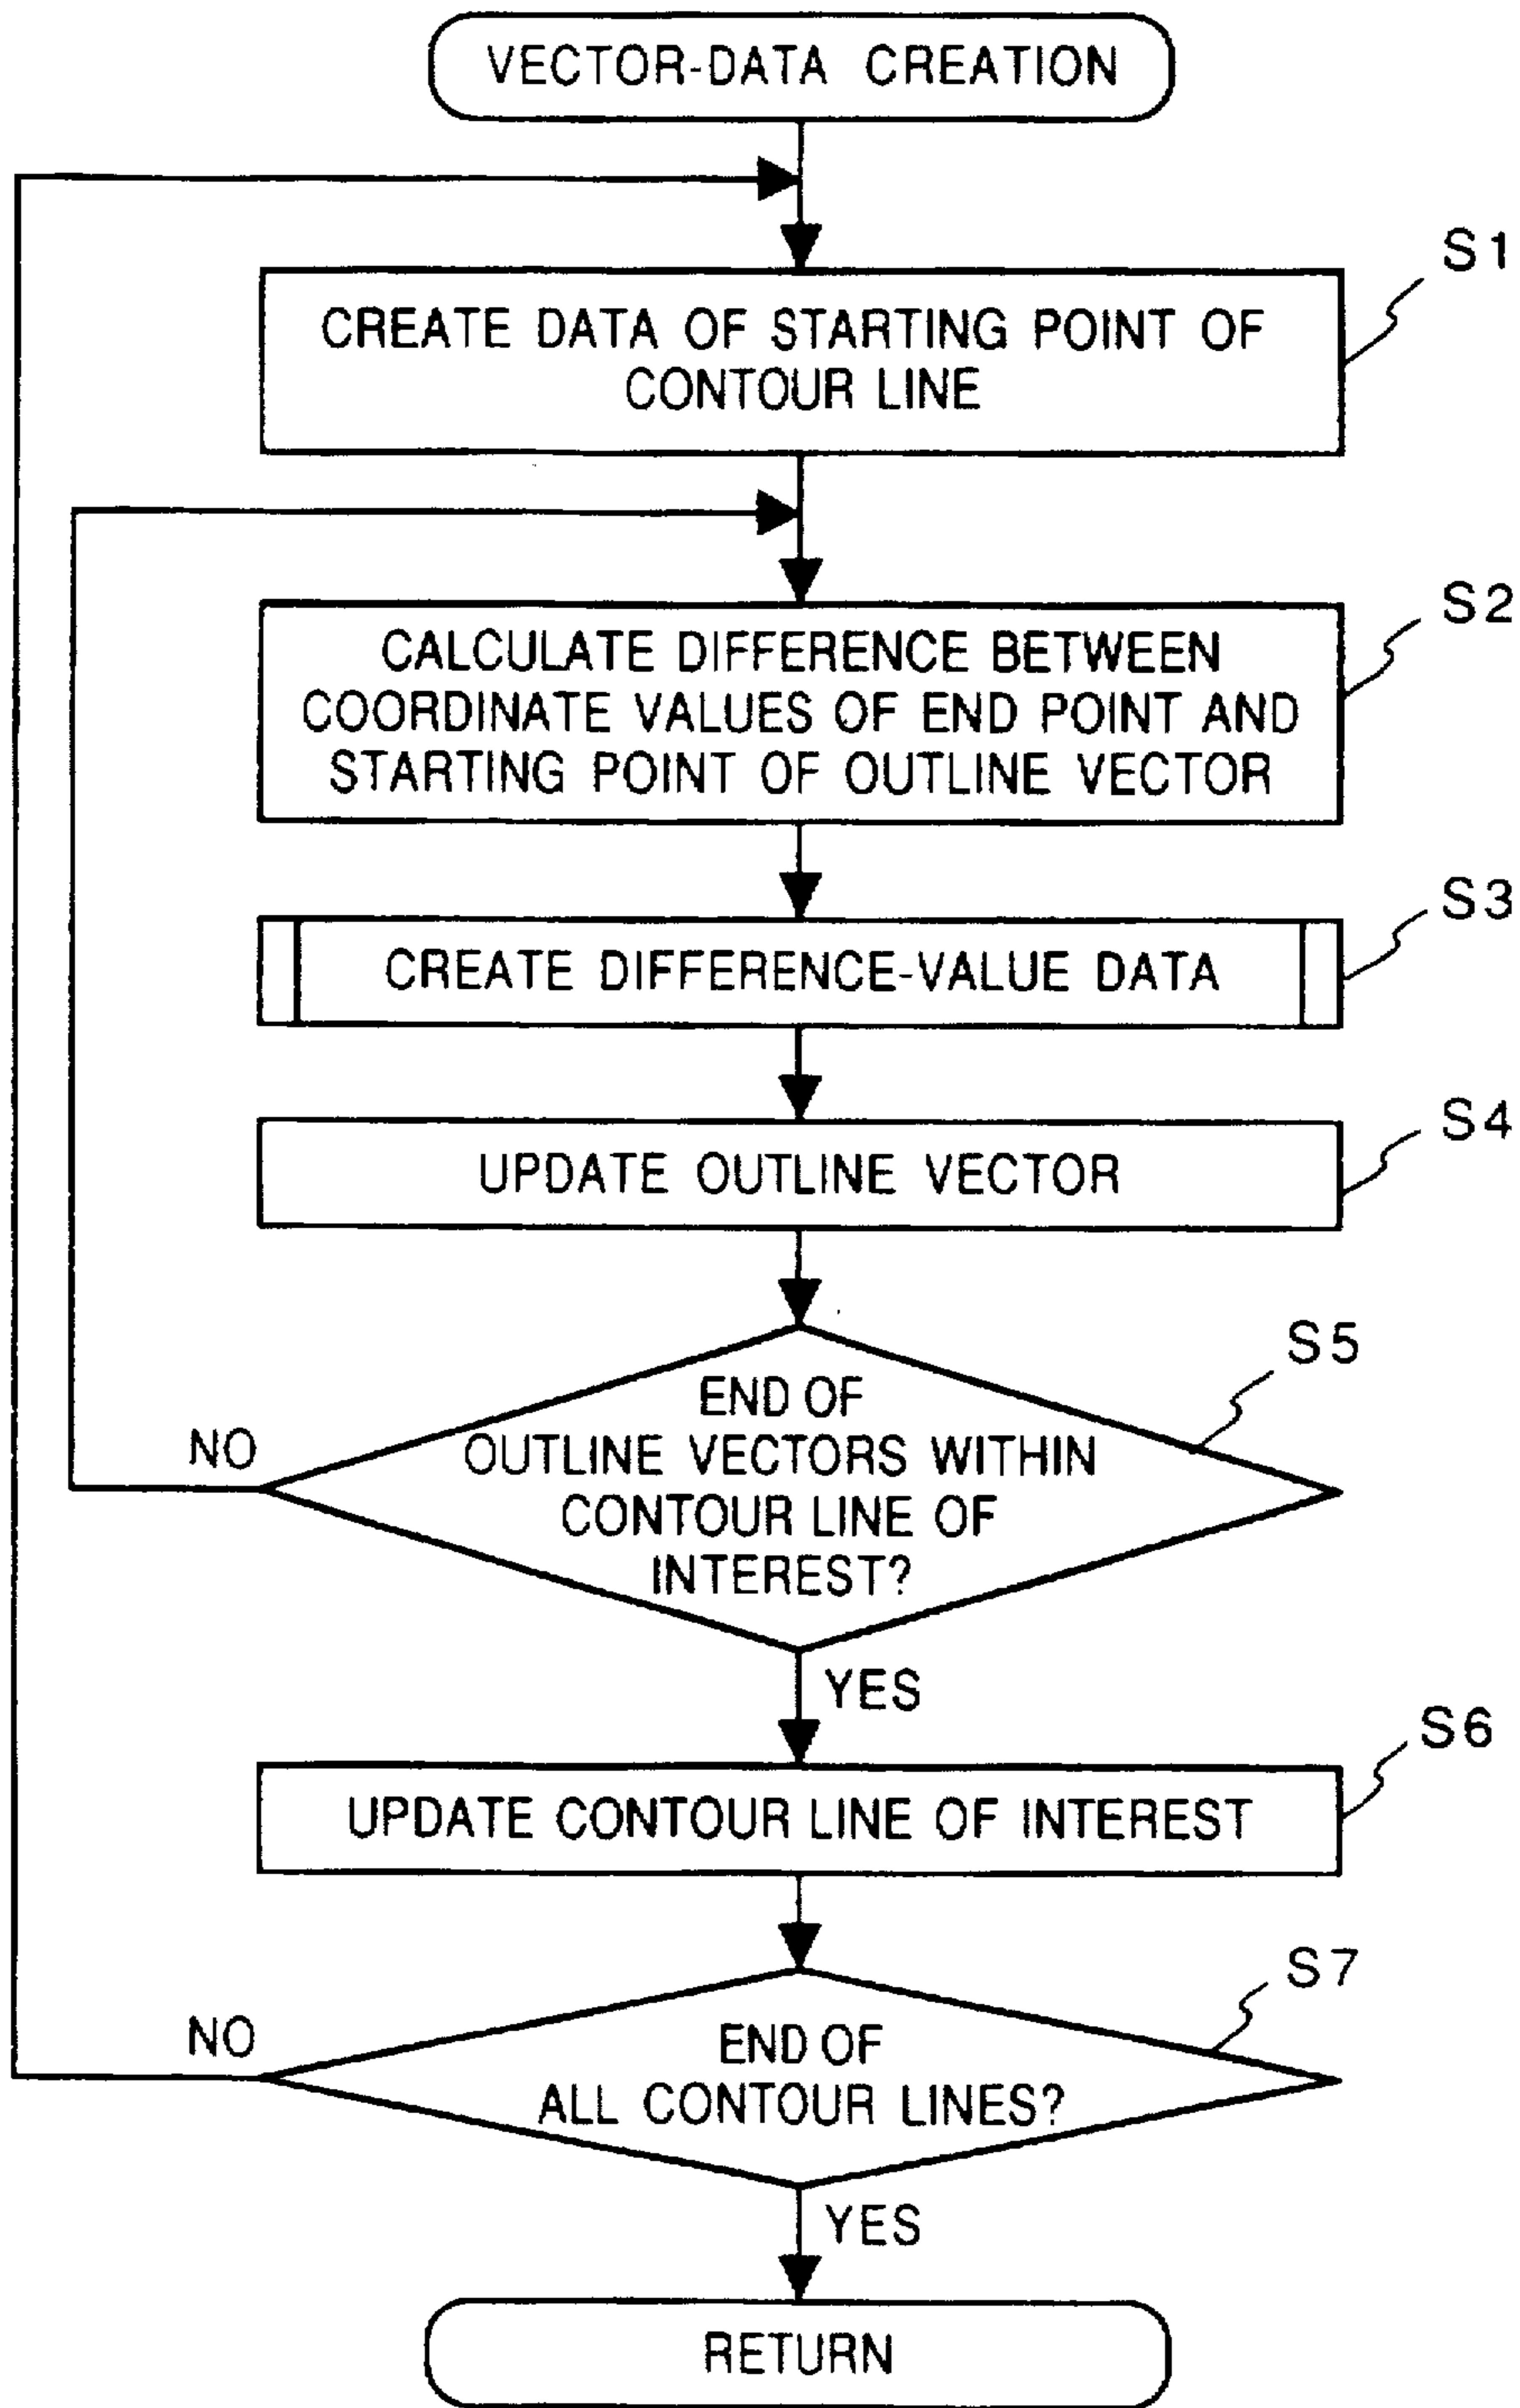 VECTOR-DATA CREATION
S1
CREATE DATA OF STARTING POINT OF
CONTOUR LINE
S2
CALCULATE DIFFERENCE BETWEEN
COORDINATE VALUES OF END POINT AND
STARTING POINT OF OUTLINE VECTOR
S3
CREATE DIFFERENCE-VALUE DATA
S4
UPDATE OUTLINE VECTOR
S5
END OF
OUTLINE VECTORS WITHIN
CONTOUR LINE OF
INTEREST?
NO
YES
S6
UPDATE CONTOUR LINE OF INTEREST
S7
END OF
ALL CONTOUR LINES?
NO
YES
RETURN